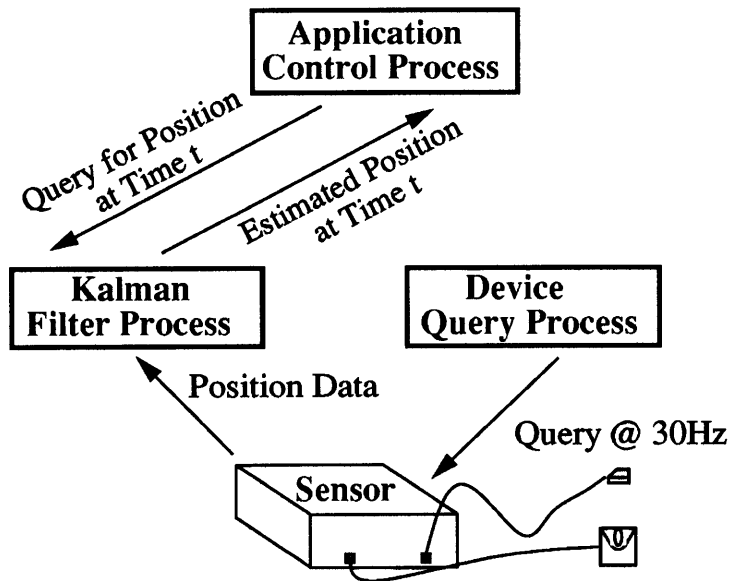 Application
Control Process
Query for Position
at Time t
Estimated Position
at Time t
Kalman
Filter Process
Device
Query Process
Position Data
Query @ 30Hz
Sensor